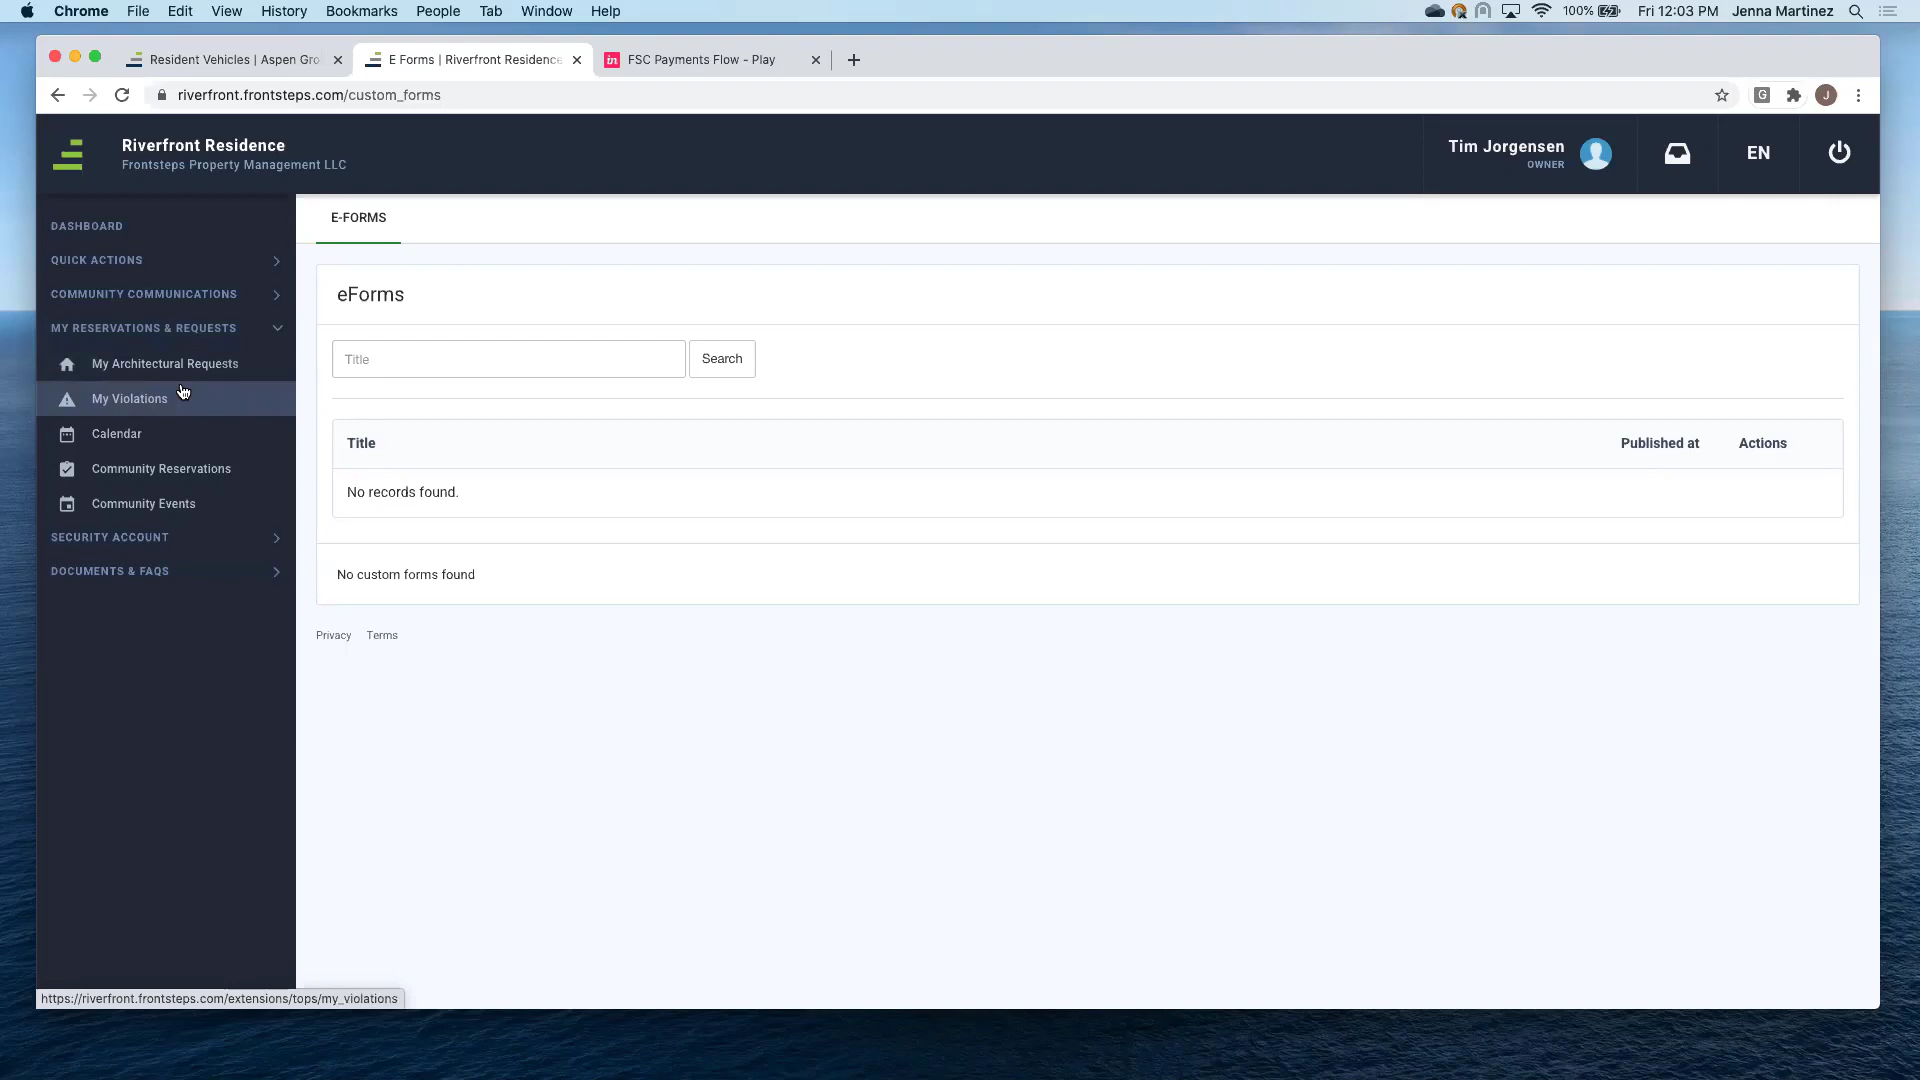 Chrome File Edit View History Bookmarks People Tab Window Help
100% Fri 12:03 PM Jenna Martinez
Resident Vehicles | Aspen Gro
E Forms | Riverfront Residence
in FSC Payments Flow - Play
riverfront.frontsteps.com/custom_forms
G
J
Riverfront Residence
Frontsteps Property Management LLC
Tim Jorgensen
OWNER
EN
DASHBOARD
QUICK ACTIONS
COMMUNITY COMMUNICATIONS
MY RESERVATIONS & REQUESTS
My Architectural Requests
My Violations
Calendar
Community Reservations
Community Events
SECURITY ACCOUNT
DOCUMENTS & FAQS
E-FORMS
eForms
Title
Search
Title Published at Actions
No records found.
No custom forms found
Privacy Terms
https://riverfront.frontsteps.com/extensions/tops/my_violations